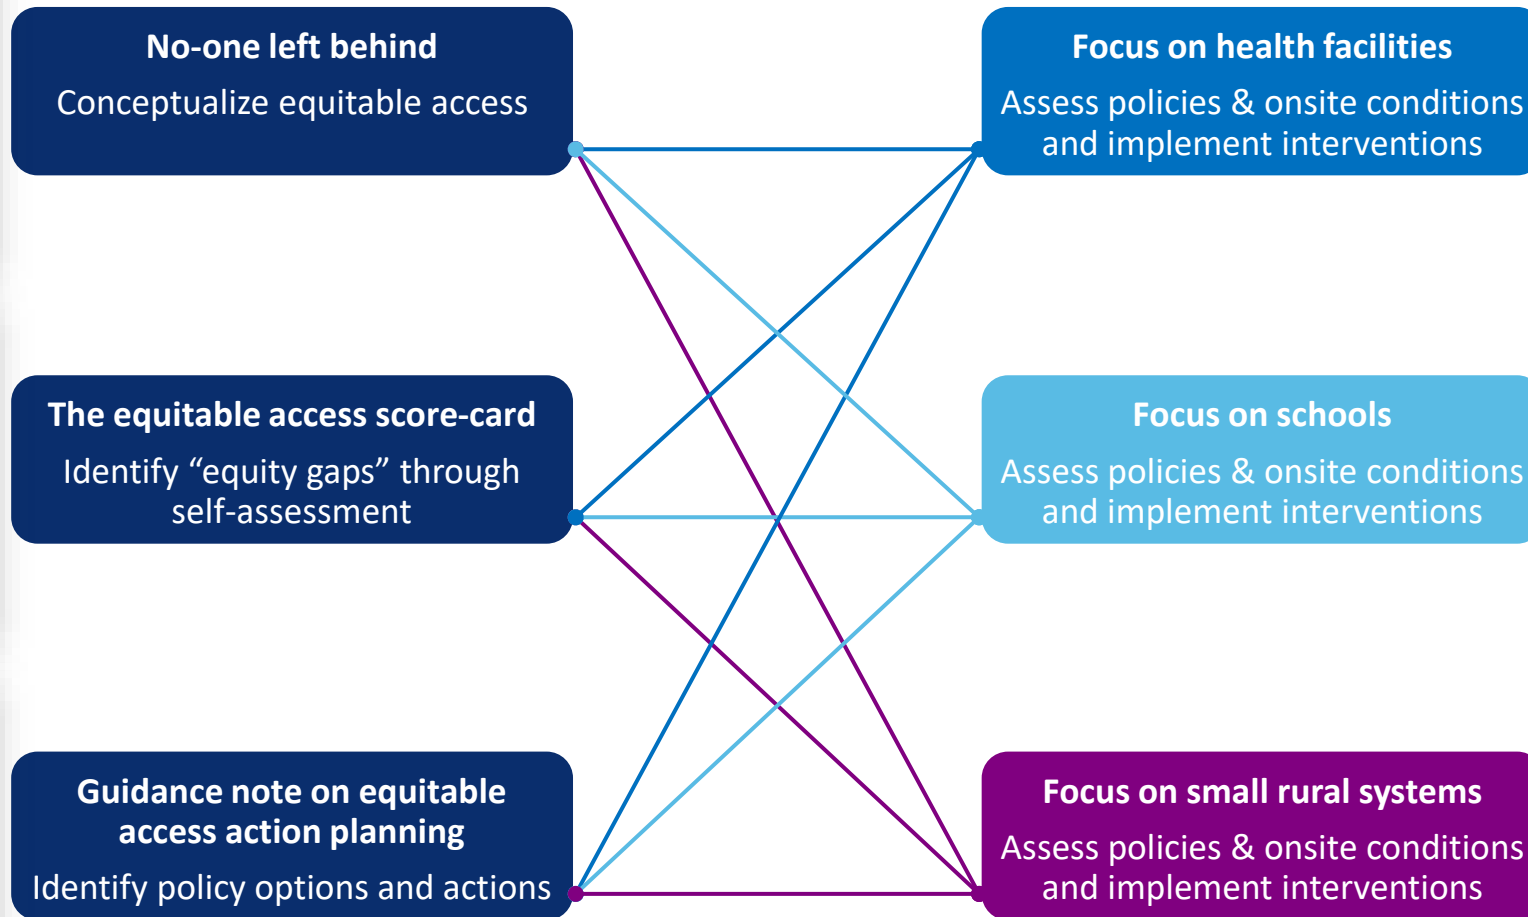 No-one left behind
Conceptualize equitable access
Focus on health facilities
Assess policies & onsite conditions
and implement interventions
The equitable access score-card
Identify “equity gaps” through
self-assessment
Focus on schools
Assess policies & onsite conditions
and implement interventions
Guidance note on equitable
access action planning
Identify policy options and actions
Focus on small rural systems
Assess policies & onsite conditions
and implement interventions